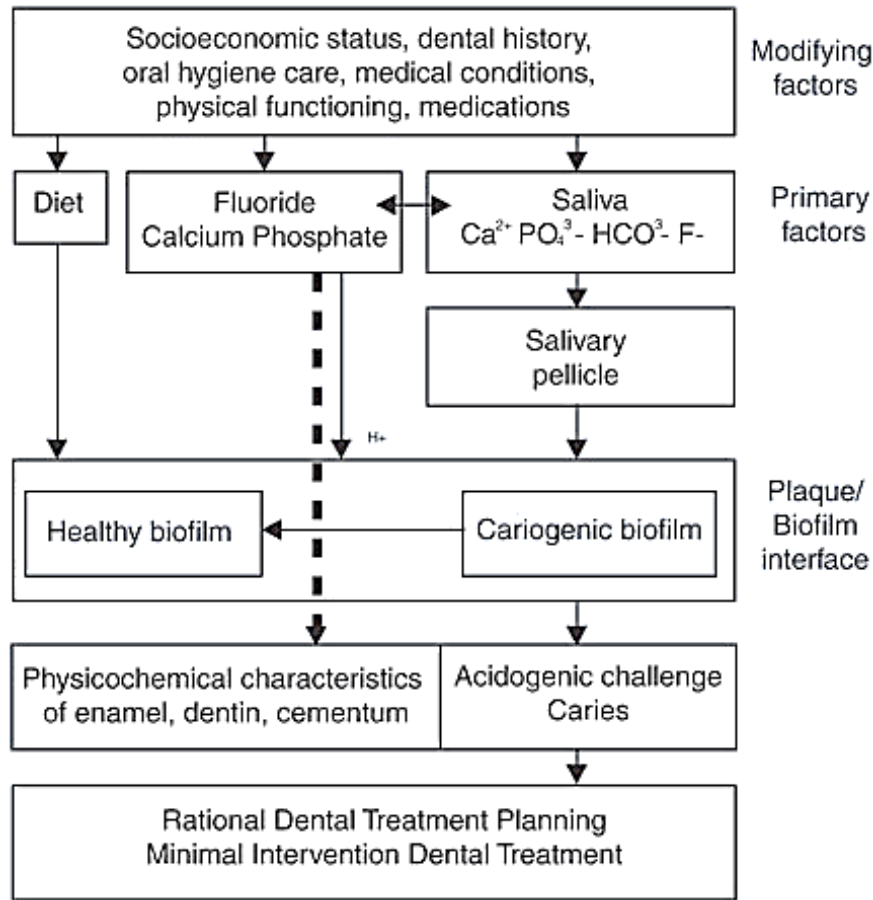 Socioeconomic status, dental history,
oral hygiene care, medical conditions,
physical functioning, medications
Modifying
factors
Diet
Fluoride
Calcium Phosphate
Saliva
Ca²⁺ PO₄³- HCO³- F-
Primary
factors
Salivary
pellicle
H+
Healthy biofilm
Cariogenic biofilm
Plaque/
Biofilm
interface
Physicochemical characteristics
of enamel, dentin, cementum
Acidogenic challenge
Caries
Rational Dental Treatment Planning
Minimal Intervention Dental Treatment